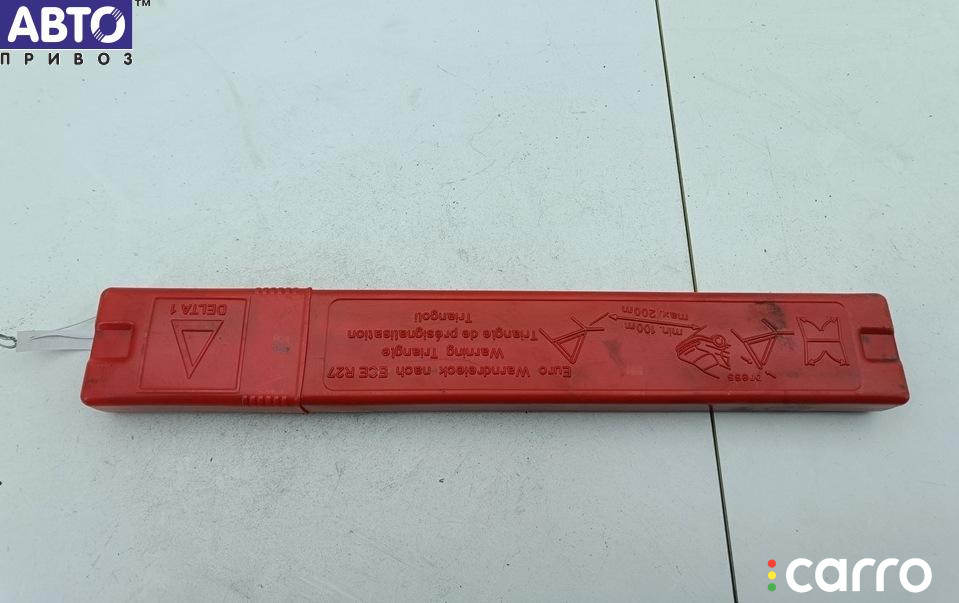 АВТО™
ПРИВОЗ
DELTA 1
Euro Warndreieck nach ECE R27
Warning Triangle
Triangle de présignalisation
Triangoli
min. 100m
max. 200m
press
carro